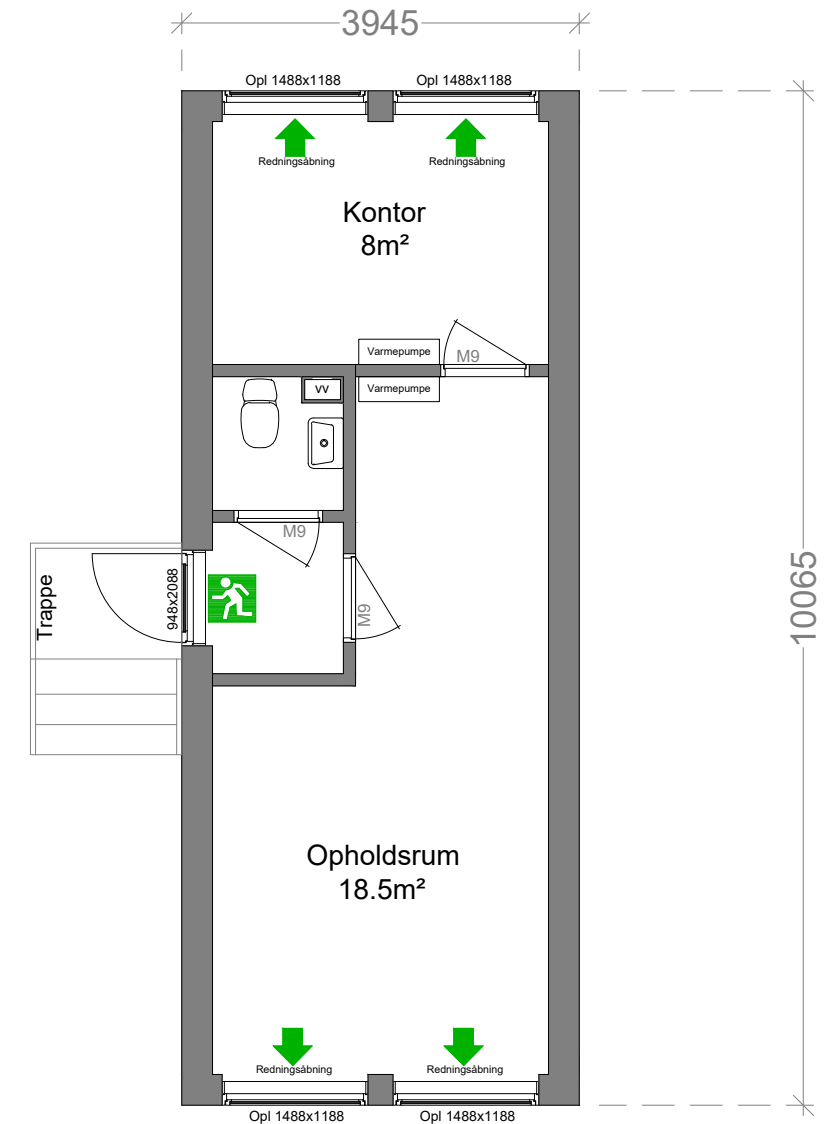 3945
Opl 1488x1188
Opl 1488x1188
Redningsåbning
Redningsåbning
Kontor
8m²
Varmepumpe
M9
Varmepumpe
VV
M9
Trappe
948x2088
M9
10065
Opholdsrum
18.5m²
Redningsåbning
Redningsåbning
Opl 1488x1188
Opl 1488x1188